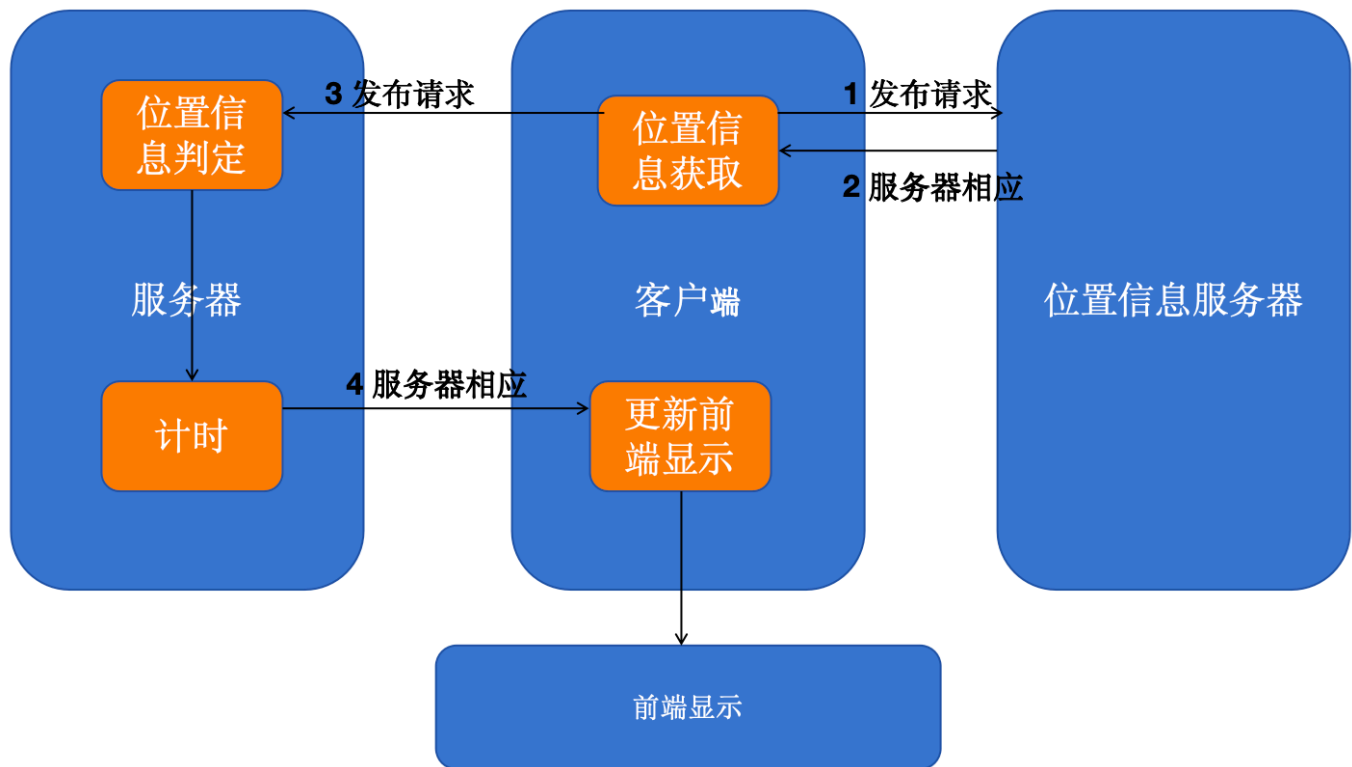 3 发布请求
1 发布请求
位置信
息判定
位置信
息获取
2 服务器相应
服务器
客户端
位置信息服务器
4 服务器相应
计时
更新前
端显示
前端显示